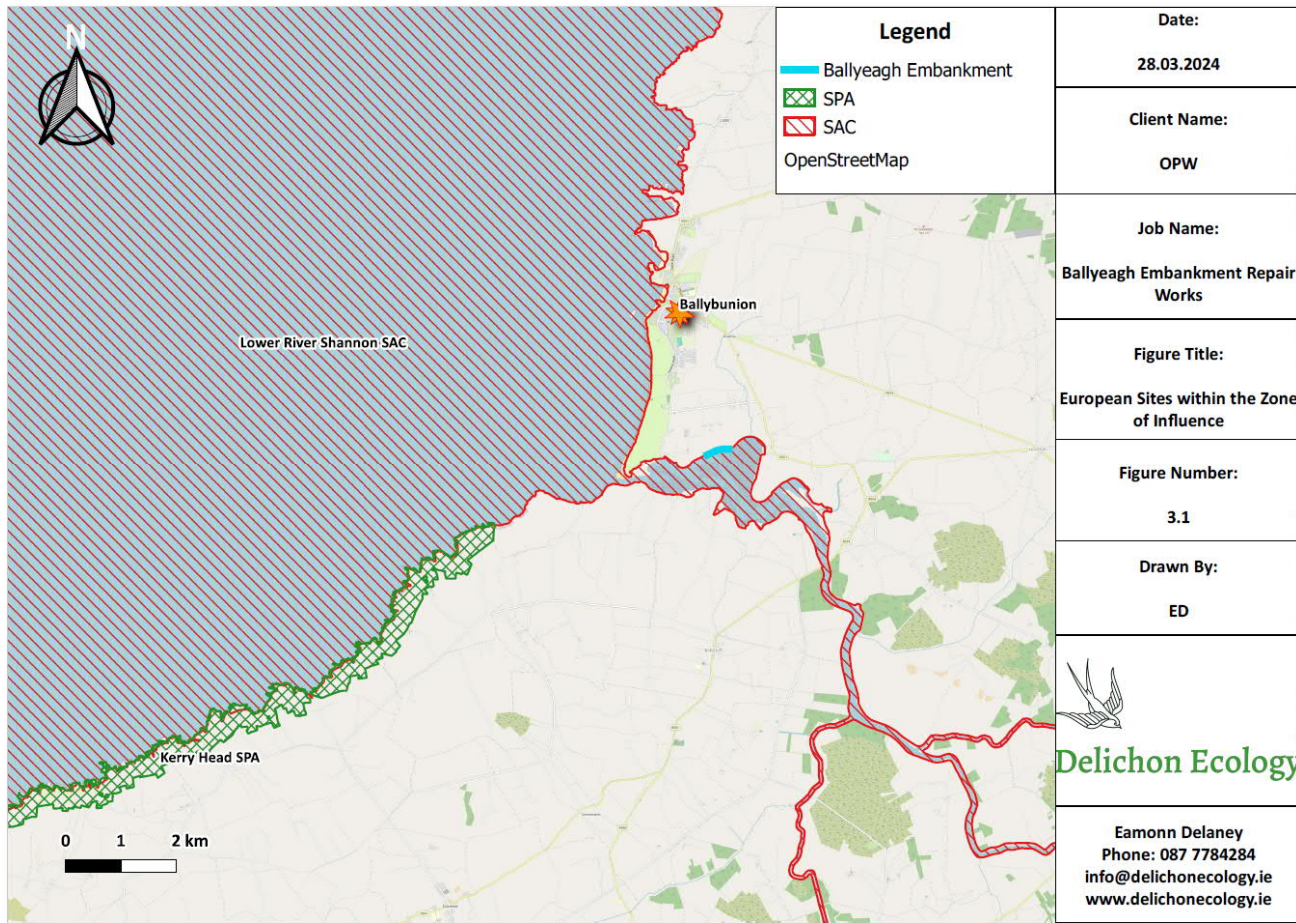 N
Legend
Ballyeagh Embankment
SPA
SAC
OpenStreetMap
Ballybunion
Lower River Shannon SAC
Kerry Head SPA
0 1 2 km
Date:
28.03.2024
Client Name:
OPW
Job Name:
Ballyeagh Embankment Repair
Works
Figure Title:
European Sites within the Zone
of Influence
Figure Number:
3.1
Drawn By:
ED
Delichon Ecology
Eamonn Delaney
Phone: 087 7784284
info@delichonecology.ie
www.delichonecology.ie